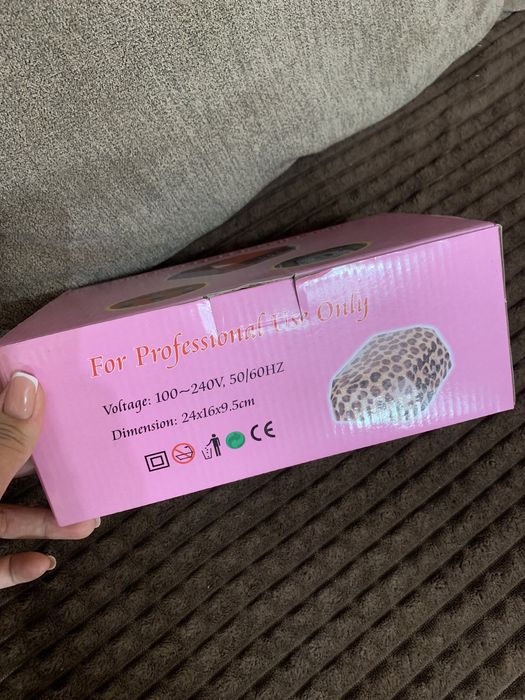 For Professional Use Only
Voltage: 100~240V, 50/60HZ
Dimension: 24x16x9.5cm
CE